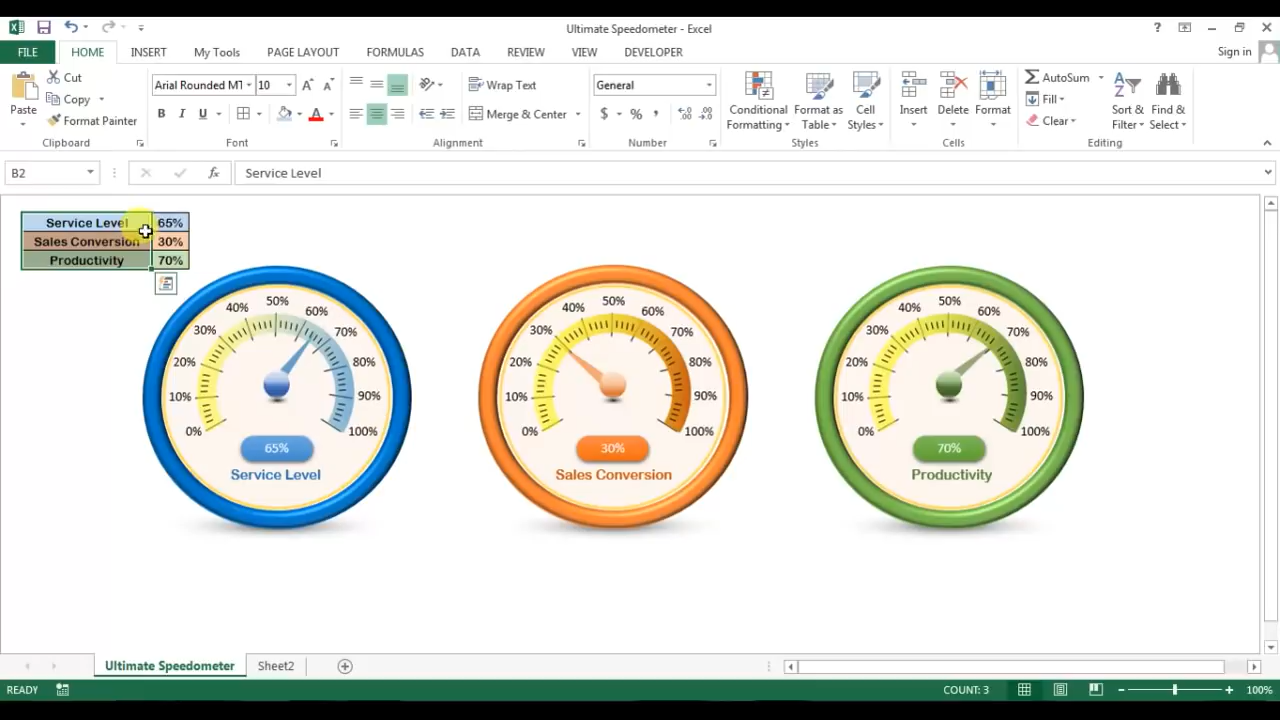 Ultimate Speedometer - Excel
?
FILE HOME INSERT My Tools PAGE LAYOUT FORMULAS DATA REVIEW VIEW DEVELOPER Sign in
Paste Cut Copy Format Painter Clipboard
Arial Rounded MT 10 B I U A Font
Wrap Text Merge & Center Alignment
General $ % , Number
Conditional Formatting Format as Table Cell Styles Styles
Insert Delete Format Cells
AutoSum Fill Clear Sort & Filter Find & Select Editing
B2 fx Service Level
Service Level 65%
Sales Conversion 30%
Productivity 70%
0% 10% 20% 30% 40% 50% 60% 70% 80% 90% 100%
65%
Service Level
0% 10% 20% 30% 40% 50% 60% 70% 80% 90% 100%
30%
Sales Conversion
0% 10% 20% 30% 40% 50% 60% 70% 80% 90% 100%
70%
Productivity
Ultimate Speedometer Sheet2
READY COUNT: 3 100%